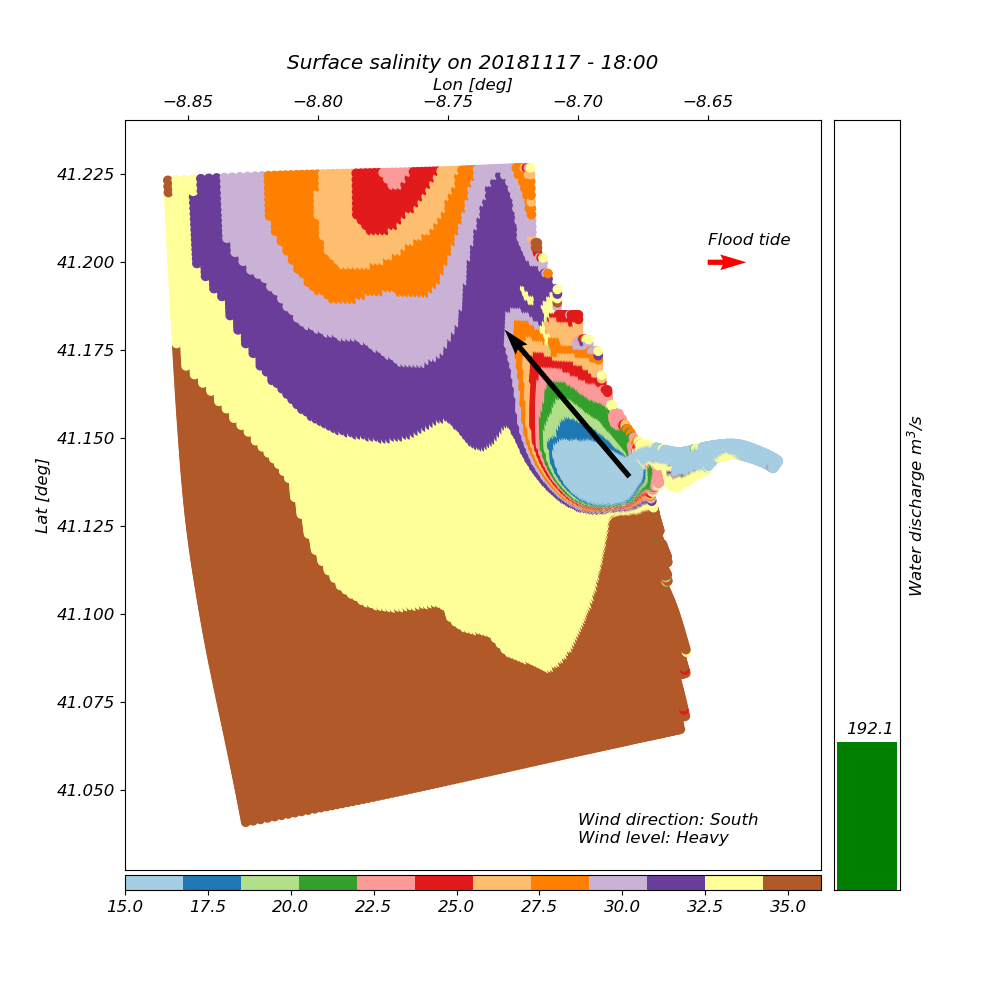 Surface salinity on 20181117 - 18:00
Lon [deg]
−8.85 −8.80 −8.75 −8.70 −8.65
41.225
41.200
41.175
41.150
41.125
41.100
41.075
41.050
Lat [deg]
Flood tide
Wind direction: South
Wind level: Heavy
192.1
Water discharge m³/s
15.0 17.5 20.0 22.5 25.0 27.5 30.0 32.5 35.0